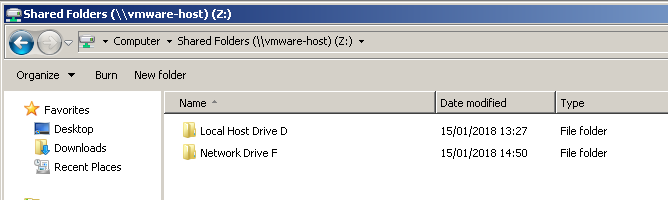 Shared Folders (\\vmware-host) (Z:)
Computer Shared Folders (\\vmware-host) (Z:)
Organize Burn New folder
Favorites
Desktop
Downloads
Recent Places
Name Date modified Type
Local Host Drive D 15/01/2018 13:27 File folder
Network Drive F 15/01/2018 14:50 File folder